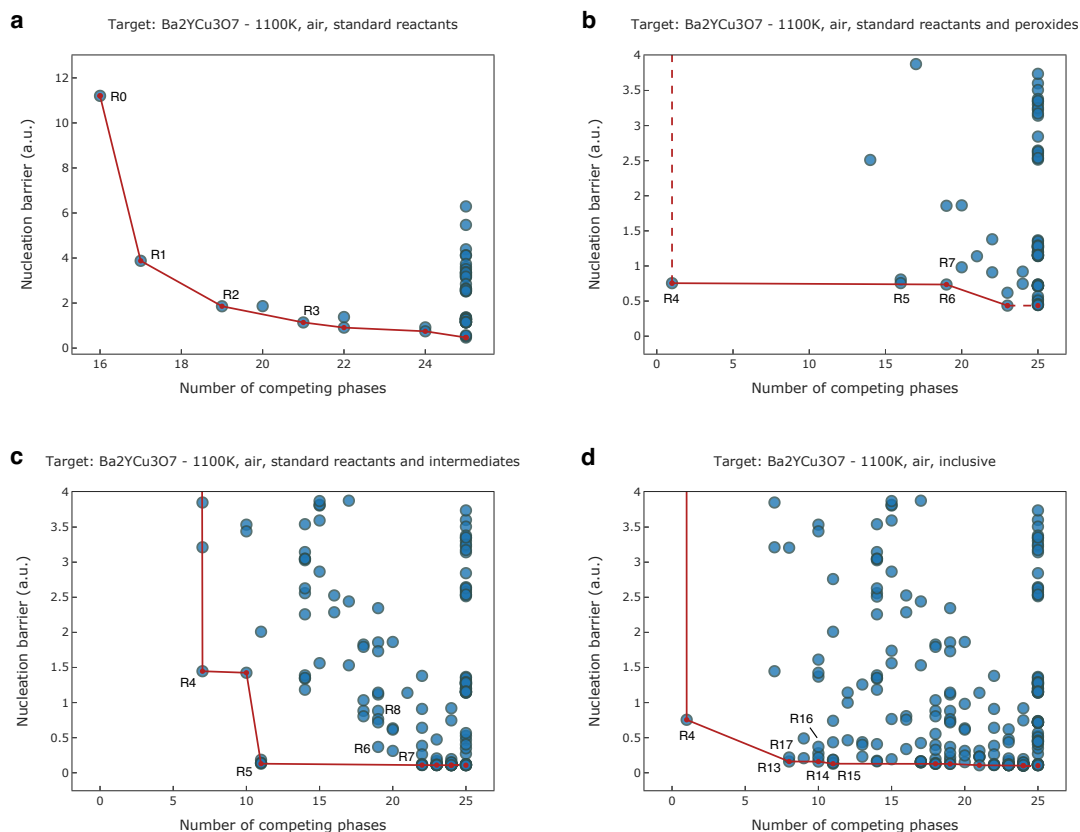 a
Target: Ba2YCu3O7 - 1100K, air, standard reactants
Nucleation barrier (a.u.)
12
10
8
6
4
2
0
R0
R1
R2
R3
16 18 20 22 24
Number of competing phases
b
Target: Ba2YCu3O7 - 1100K, air, standard reactants and peroxides
Nucleation barrier (a.u.)
4
3.5
3
2.5
2
1.5
1
0.5
0
R4
R5
R7
R6
0 5 10 15 20 25
Number of competing phases
c
Target: Ba2YCu3O7 - 1100K, air, standard reactants and intermediates
Nucleation barrier (a.u.)
4
3.5
3
2.5
2
1.5
1
0.5
0
R4
R8
R6
R7
R5
0 5 10 15 20 25
Number of competing phases
d
Target: Ba2YCu3O7 - 1100K, air, inclusive
Nucleation barrier (a.u.)
4
3.5
3
2.5
2
1.5
1
0.5
0
R4
R16
R17
R13
R14 R15
0 5 10 15 20 25
Number of competing phases